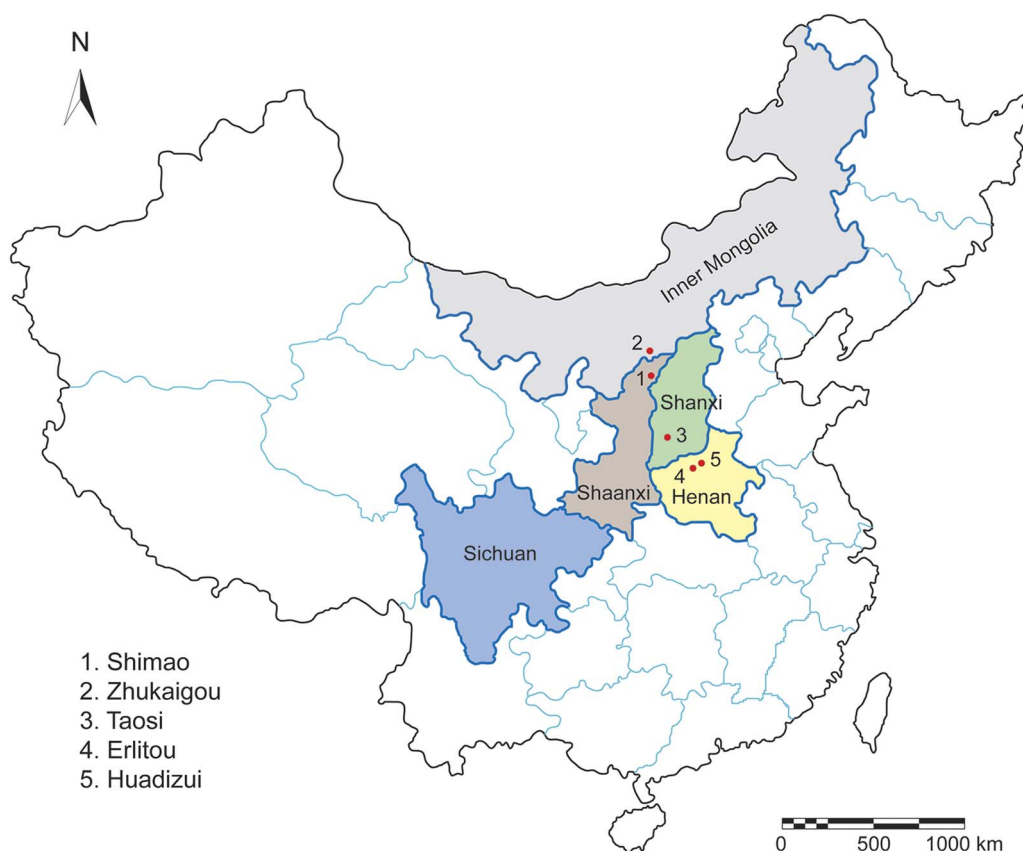 N
Inner Mongolia
2
1
Shanxi
3
5
4
Shaanxi
Henan
Sichuan
1. Shimao
2. Zhukaigou
3. Taosi
4. Erlitou
5. Huadizui
0 500 1000 km